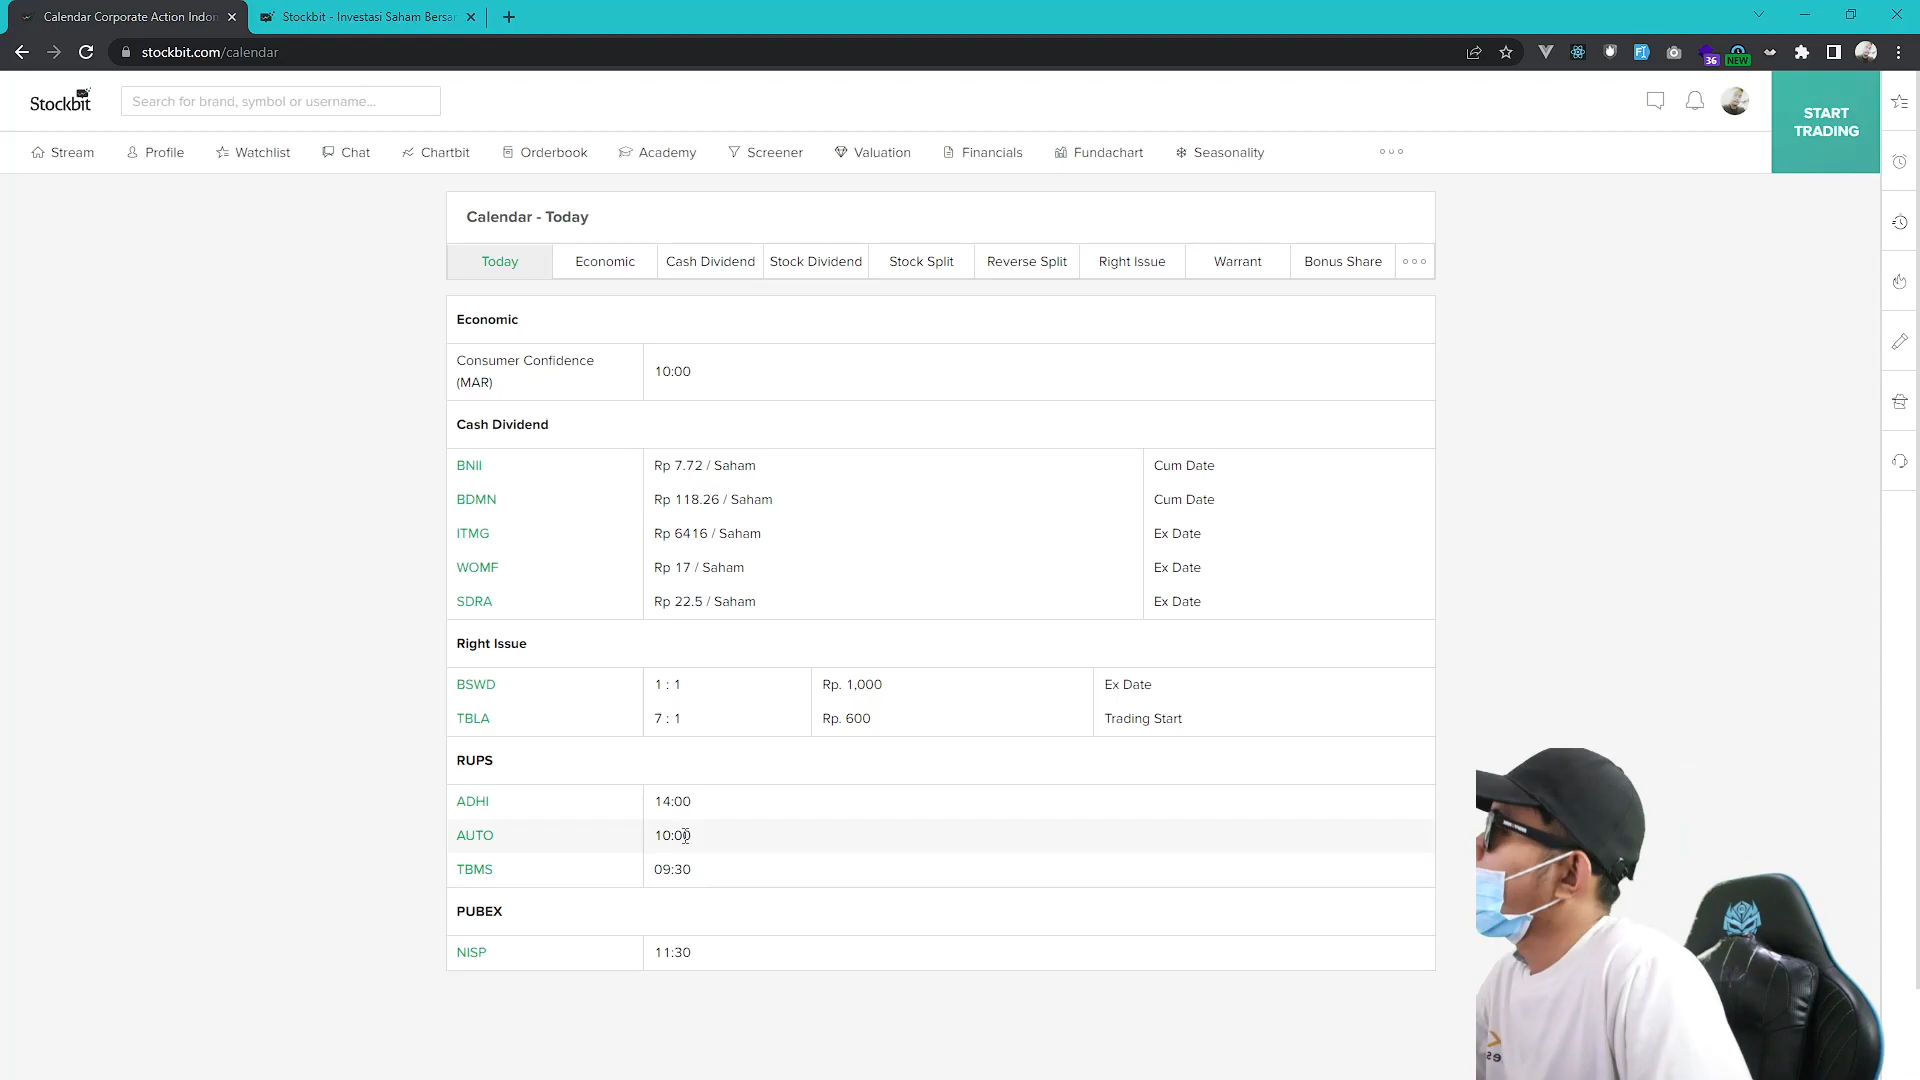 Calendar Corporate Action Indon
Stockbit - Investasi Saham Bersar
stockbit.com/calendar
36
NEW
Stockbit
Search for brand, symbol or username...
START
TRADING
Stream
Profile
Watchlist
Chat
Chartbit
Orderbook
Academy
Screener
Valuation
Financials
Fundachart
Seasonality
Calendar - Today
Today
Economic
Cash Dividend
Stock Dividend
Stock Split
Reverse Split
Right Issue
Warrant
Bonus Share
Economic
Consumer Confidence
(MAR)
10:00
Cash Dividend
BNII Rp 7.72 / Saham Cum Date
BDMN Rp 118.26 / Saham Cum Date
ITMG Rp 6416 / Saham Ex Date
WOMF Rp 17 / Saham Ex Date
SDRA Rp 22.5 / Saham Ex Date
Right Issue
BSWD 1 : 1 Rp. 1,000 Ex Date
TBLA 7 : 1 Rp. 600 Trading Start
RUPS
ADHI 14:00
AUTO 10:00
TBMS 09:30
PUBEX
NISP 11:30